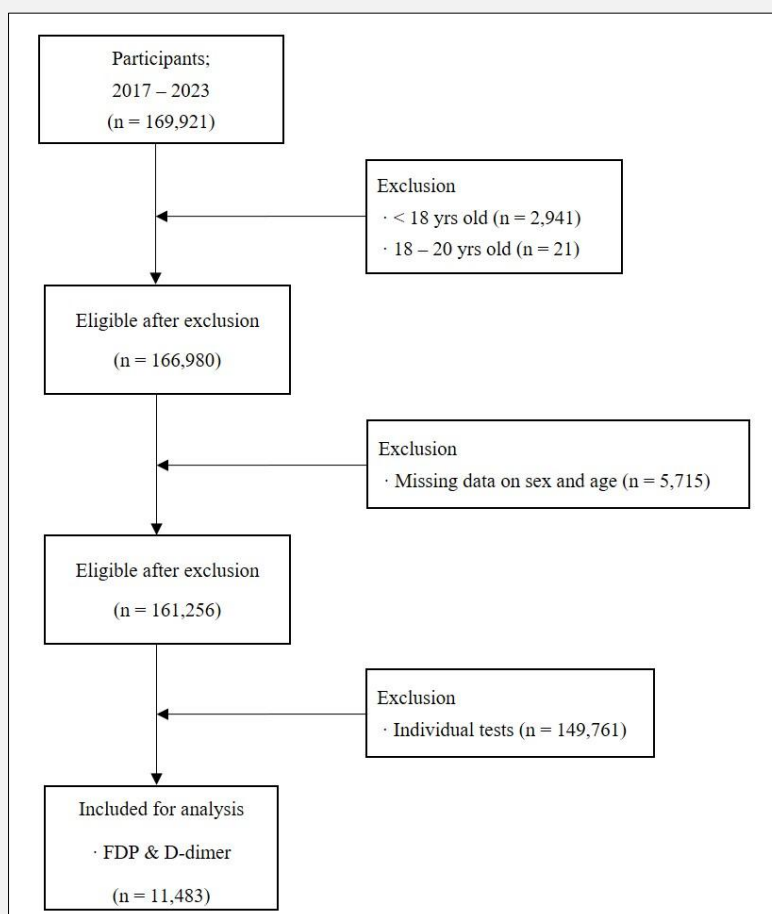 Participants;
2017 – 2023
(n = 169,921)
Exclusion
· < 18 yrs old (n = 2,941)
· 18 – 20 yrs old (n = 21)
Eligible after exclusion
(n = 166,980)
Exclusion
· Missing data on sex and age (n = 5,715)
Eligible after exclusion
(n = 161,256)
Exclusion
· Individual tests (n = 149,761)
Included for analysis
· FDP & D-dimer
(n = 11,483)